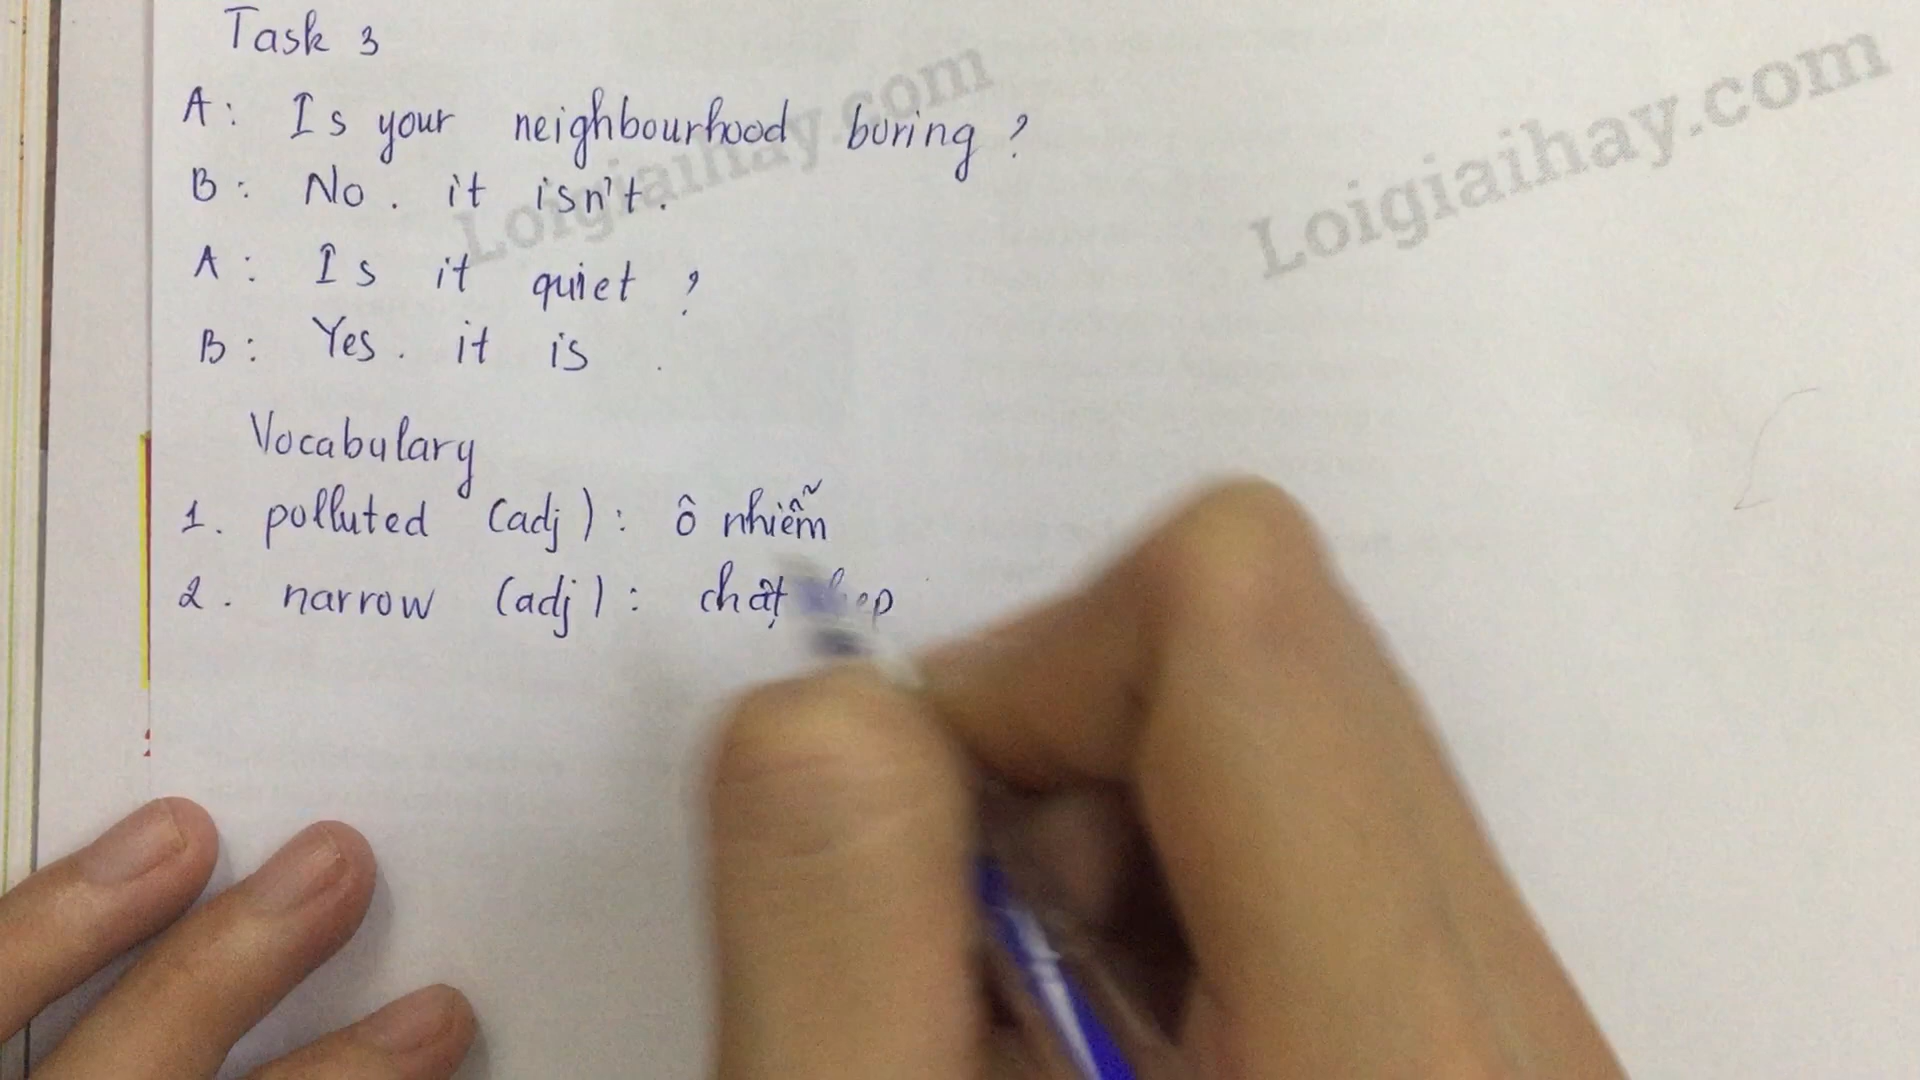 Task 3
A: Is your neighbourhood boring?
B: No. it isn't.
A: Is it quiet?
B: Yes. it is.
Vocabulary
1. polluted (adj): ô nhiễm
2. narrow (adj): chật
Loigiaihay.com
Loigiaihay.com